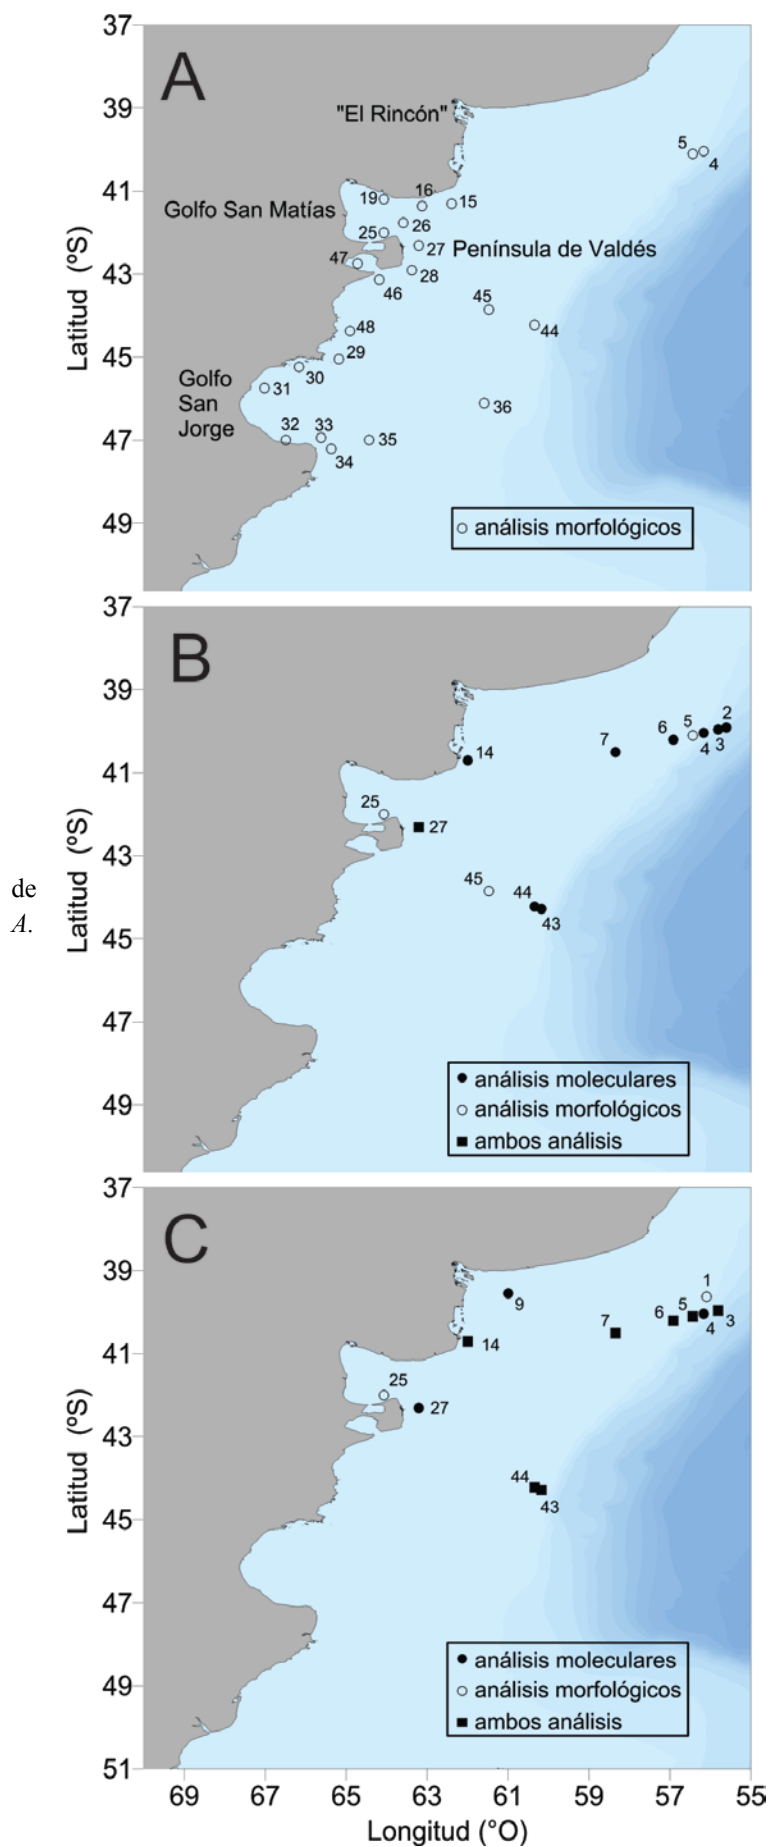 37
A
39
"El Rincón"
5
4
41
19
16
15
Golfo San Matías
26
25
27
Península de Valdés
47
43
28
46
45
44
48
45
29
30
Golfo
San
Jorge
31
36
32
33
35
47
34
49
análisis morfológicos
Latitud (ºS)
37
B
39
2
5
6
7
4
3
14
41
25
27
43
45
44
43
45
47
análisis moleculares
análisis morfológicos
ambos análisis
49
Latitud (ºS)
de
A.
37
C
39
1
9
5
6
7
4
3
41
14
25
27
43
44
43
45
47
análisis moleculares
análisis morfológicos
ambos análisis
49
51
Latitud (ºS)
69 67 65 63 61 58 57 56 55
Longitud (°O)